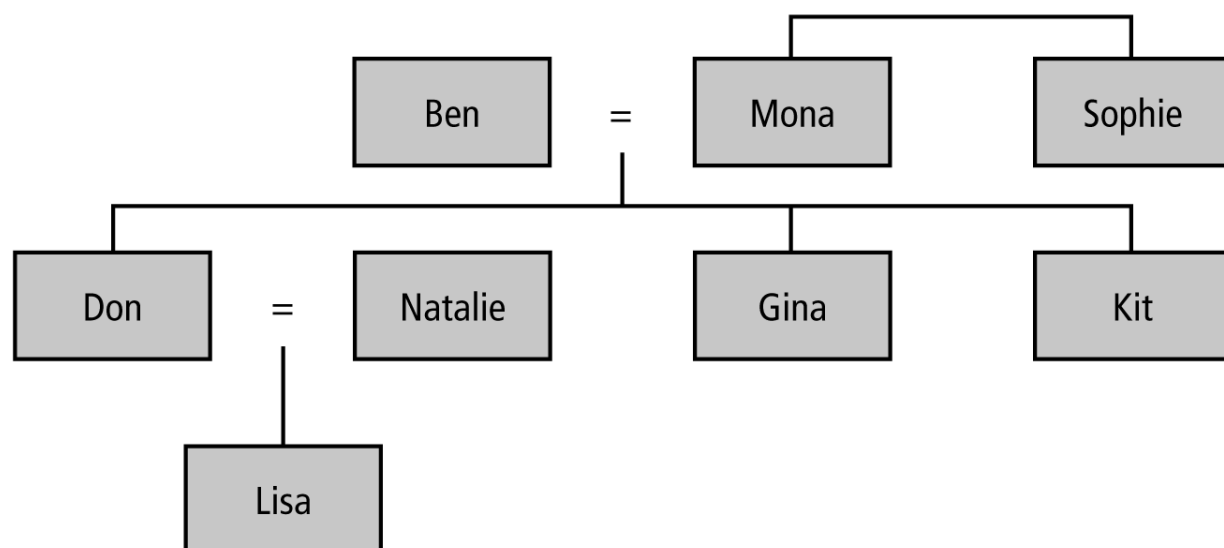 Ben = Mona Sophie
Don = Natalie Gina Kit
Lisa